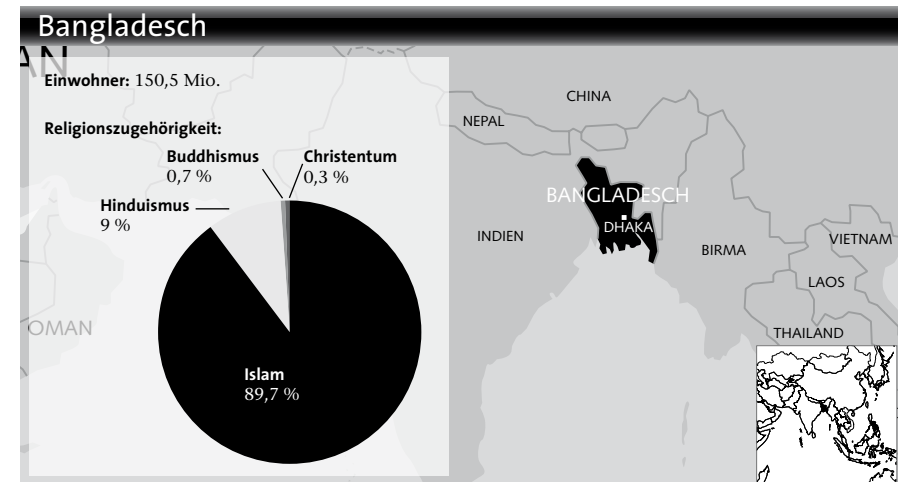 Bangladesch
AN
Einwohner: 150,5 Mio.
Religionszugehörigkeit:
Buddhismus
0,7 %
Christentum
0,3 %
Hinduismus
9 %
Islam
89,7 %
OMAN
CHINA
NEPAL
BANGLADESCH
DHAKA
INDIEN
BIRMA
VIETNAM
LAOS
THAILAND